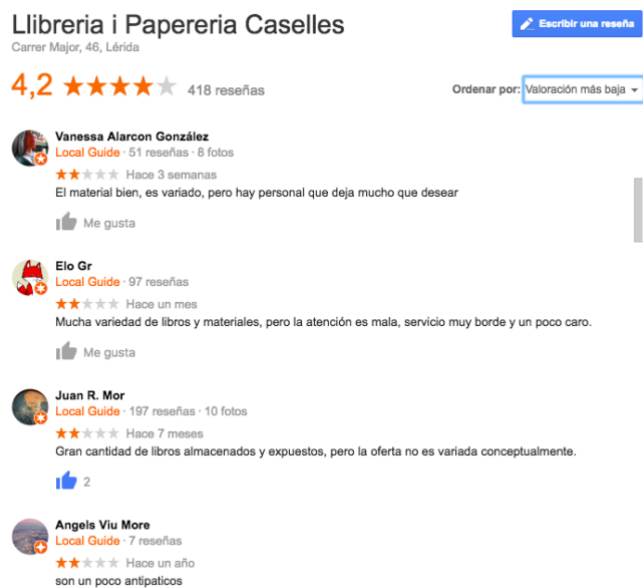 Llibreria i Papereria Caselles
Escribir una reseña
Carrer Major, 46, Lérida
4,2 418 reseñas
Ordenar por: Valoración más baja
Vanessa Alarcon González
Local Guide · 51 reseñas · 8 fotos
Hace 3 semanas
El material bien, es variado, pero hay personal que deja mucho que desear
Me gusta
Elo Gr
Local Guide · 97 reseñas
Hace un mes
Mucha variedad de libros y materiales, pero la atención es mala, servicio muy borde y un poco caro.
Me gusta
Juan R. Mor
Local Guide · 197 reseñas · 10 fotos
Hace 7 meses
Gran cantidad de libros almacenados y expuestos, pero la oferta no es variada conceptualmente.
2
Angels Viu More
Local Guide · 7 reseñas
Hace un año
son un poco antipaticos